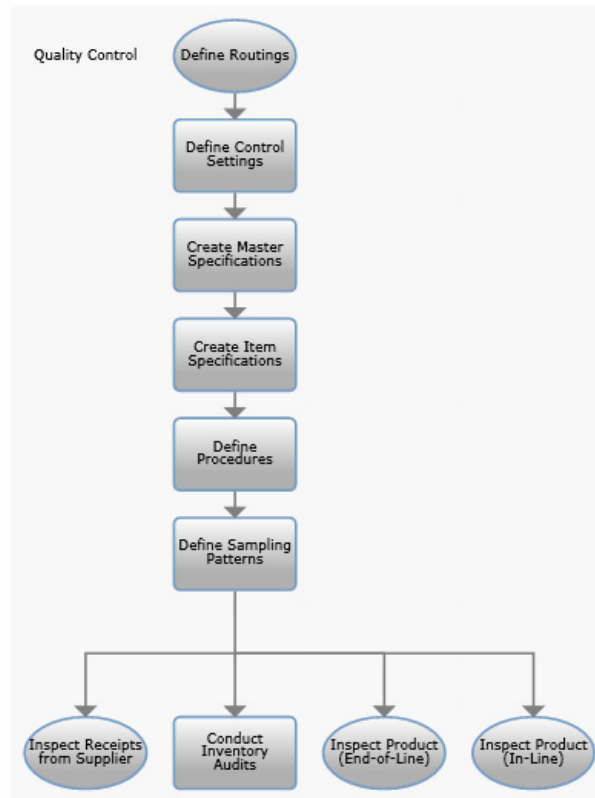 Quality Control
Define Routings
Define Control
Settings
Create Master
Specifications
Create Item
Specifications
Define
Procedures
Define Sampling
Patterns
Inspect Receipts
from Supplier
Conduct
Inventory
Audits
Inspect Product
(End-of-Line)
Inspect Product
(In-Line)